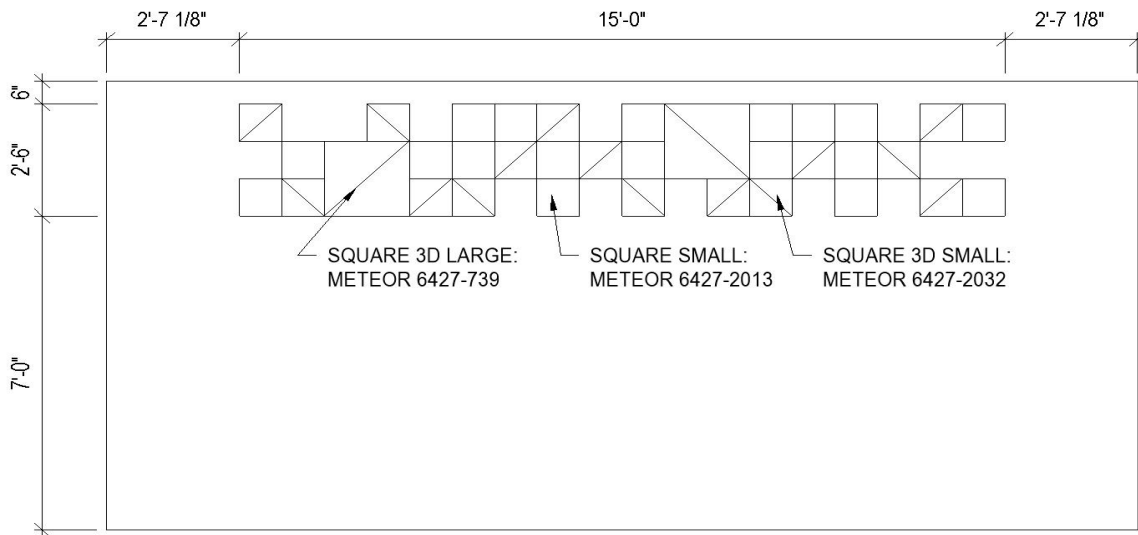 2'-7 1/8"
15'-0"
2'-7 1/8"
6"
2'-6"
7'-0"
SQUARE 3D LARGE:
METEOR 6427-739
SQUARE SMALL:
METEOR 6427-2013
SQUARE 3D SMALL:
METEOR 6427-2032